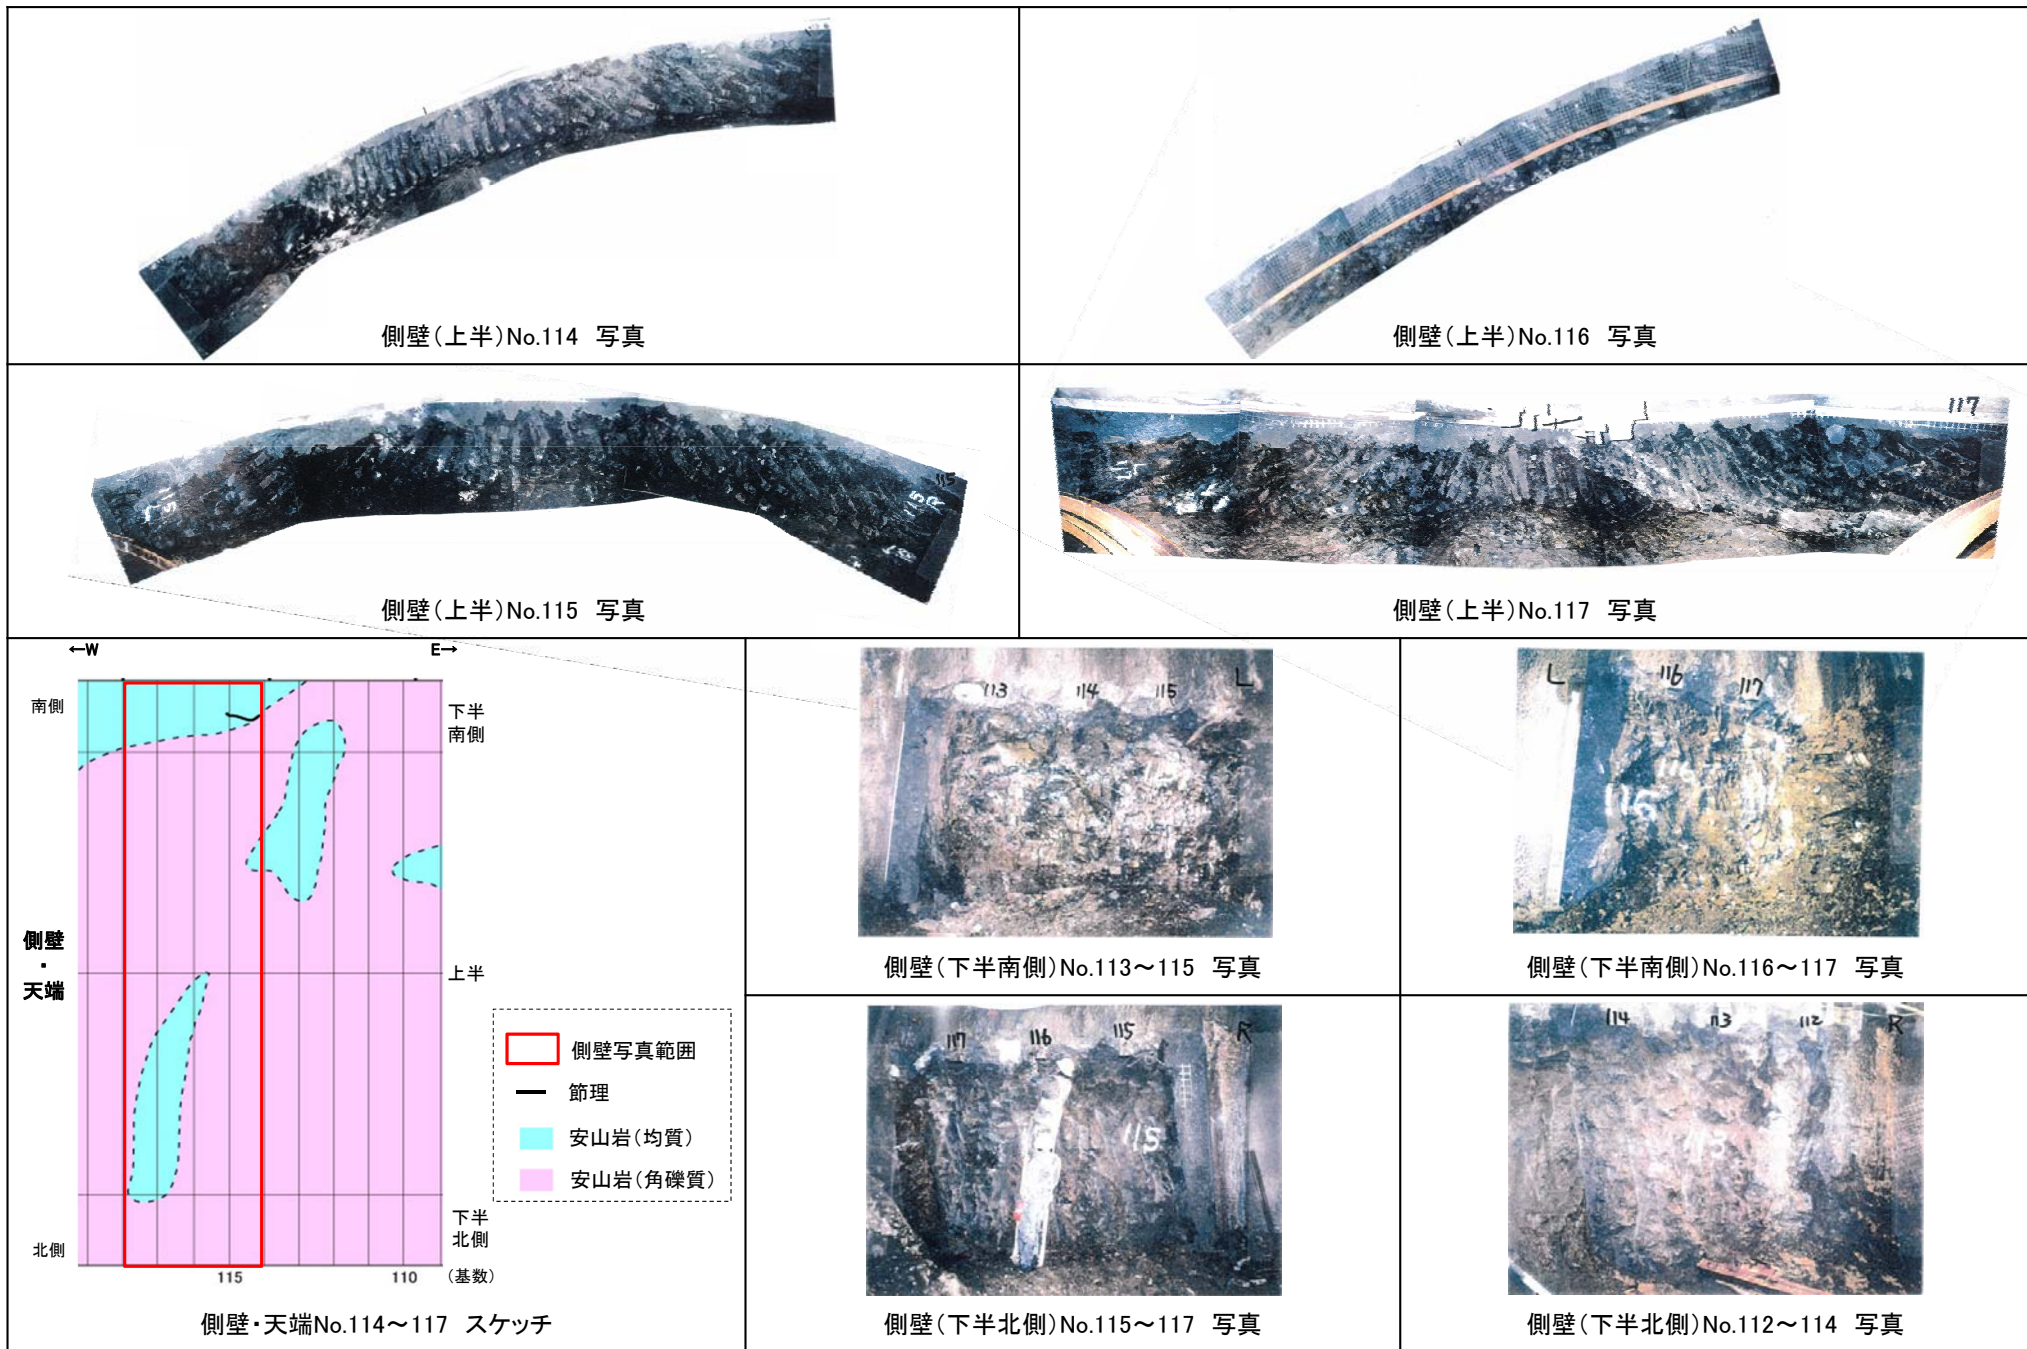 側壁（上半）No.114 写真
側壁（上半）No.116 写真
115
115
R
側壁（上半）No.115 写真
117
側壁（上半）No.117 写真
←W E→
南側
下半
南側
側壁
・
天端
上半
側壁写真範囲
節理
安山岩（均質）
安山岩（角礫質）
下半
北側
北側
115 110 （基数）
側壁・天端No.114～117 スケッチ
113 114 115 L
側壁（下半南側）No.113～115 写真
L 116 117
116
115
側壁（下半南側）No.116～117 写真
117 116 115 R
115
側壁（下半北側）No.115～117 写真
114 113 112 R
113
側壁（下半北側）No.112～114 写真